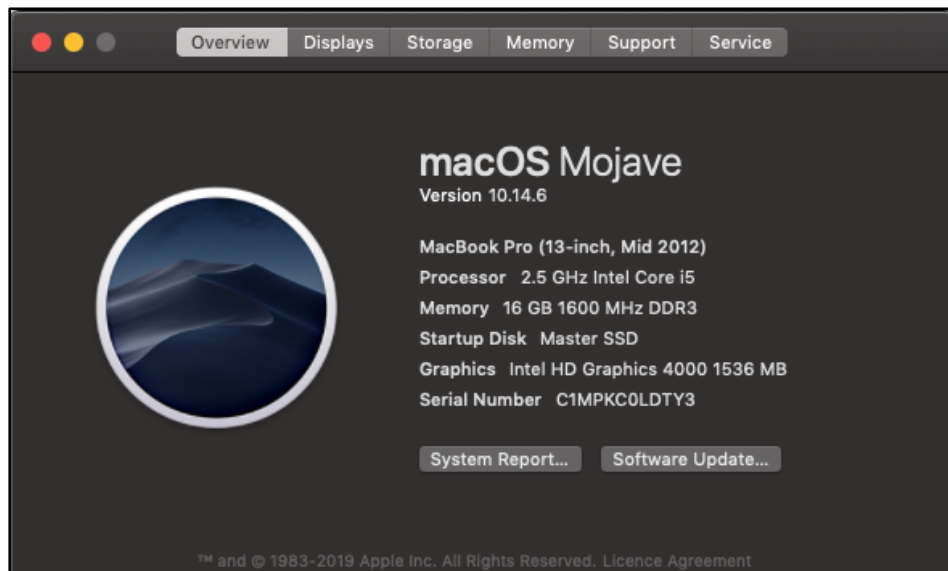 Overview Displays Storage Memory Support Service
macOS Mojave
Version 10.14.6
MacBook Pro (13-inch, Mid 2012)
Processor 2.5 GHz Intel Core i5
Memory 16 GB 1600 MHz DDR3
Startup Disk Master SSD
Graphics Intel HD Graphics 4000 1536 MB
Serial Number C1MPKC0LDTY3
System Report... Software Update...
™ and © 1983-2019 Apple Inc. All Rights Reserved. Licence Agreement